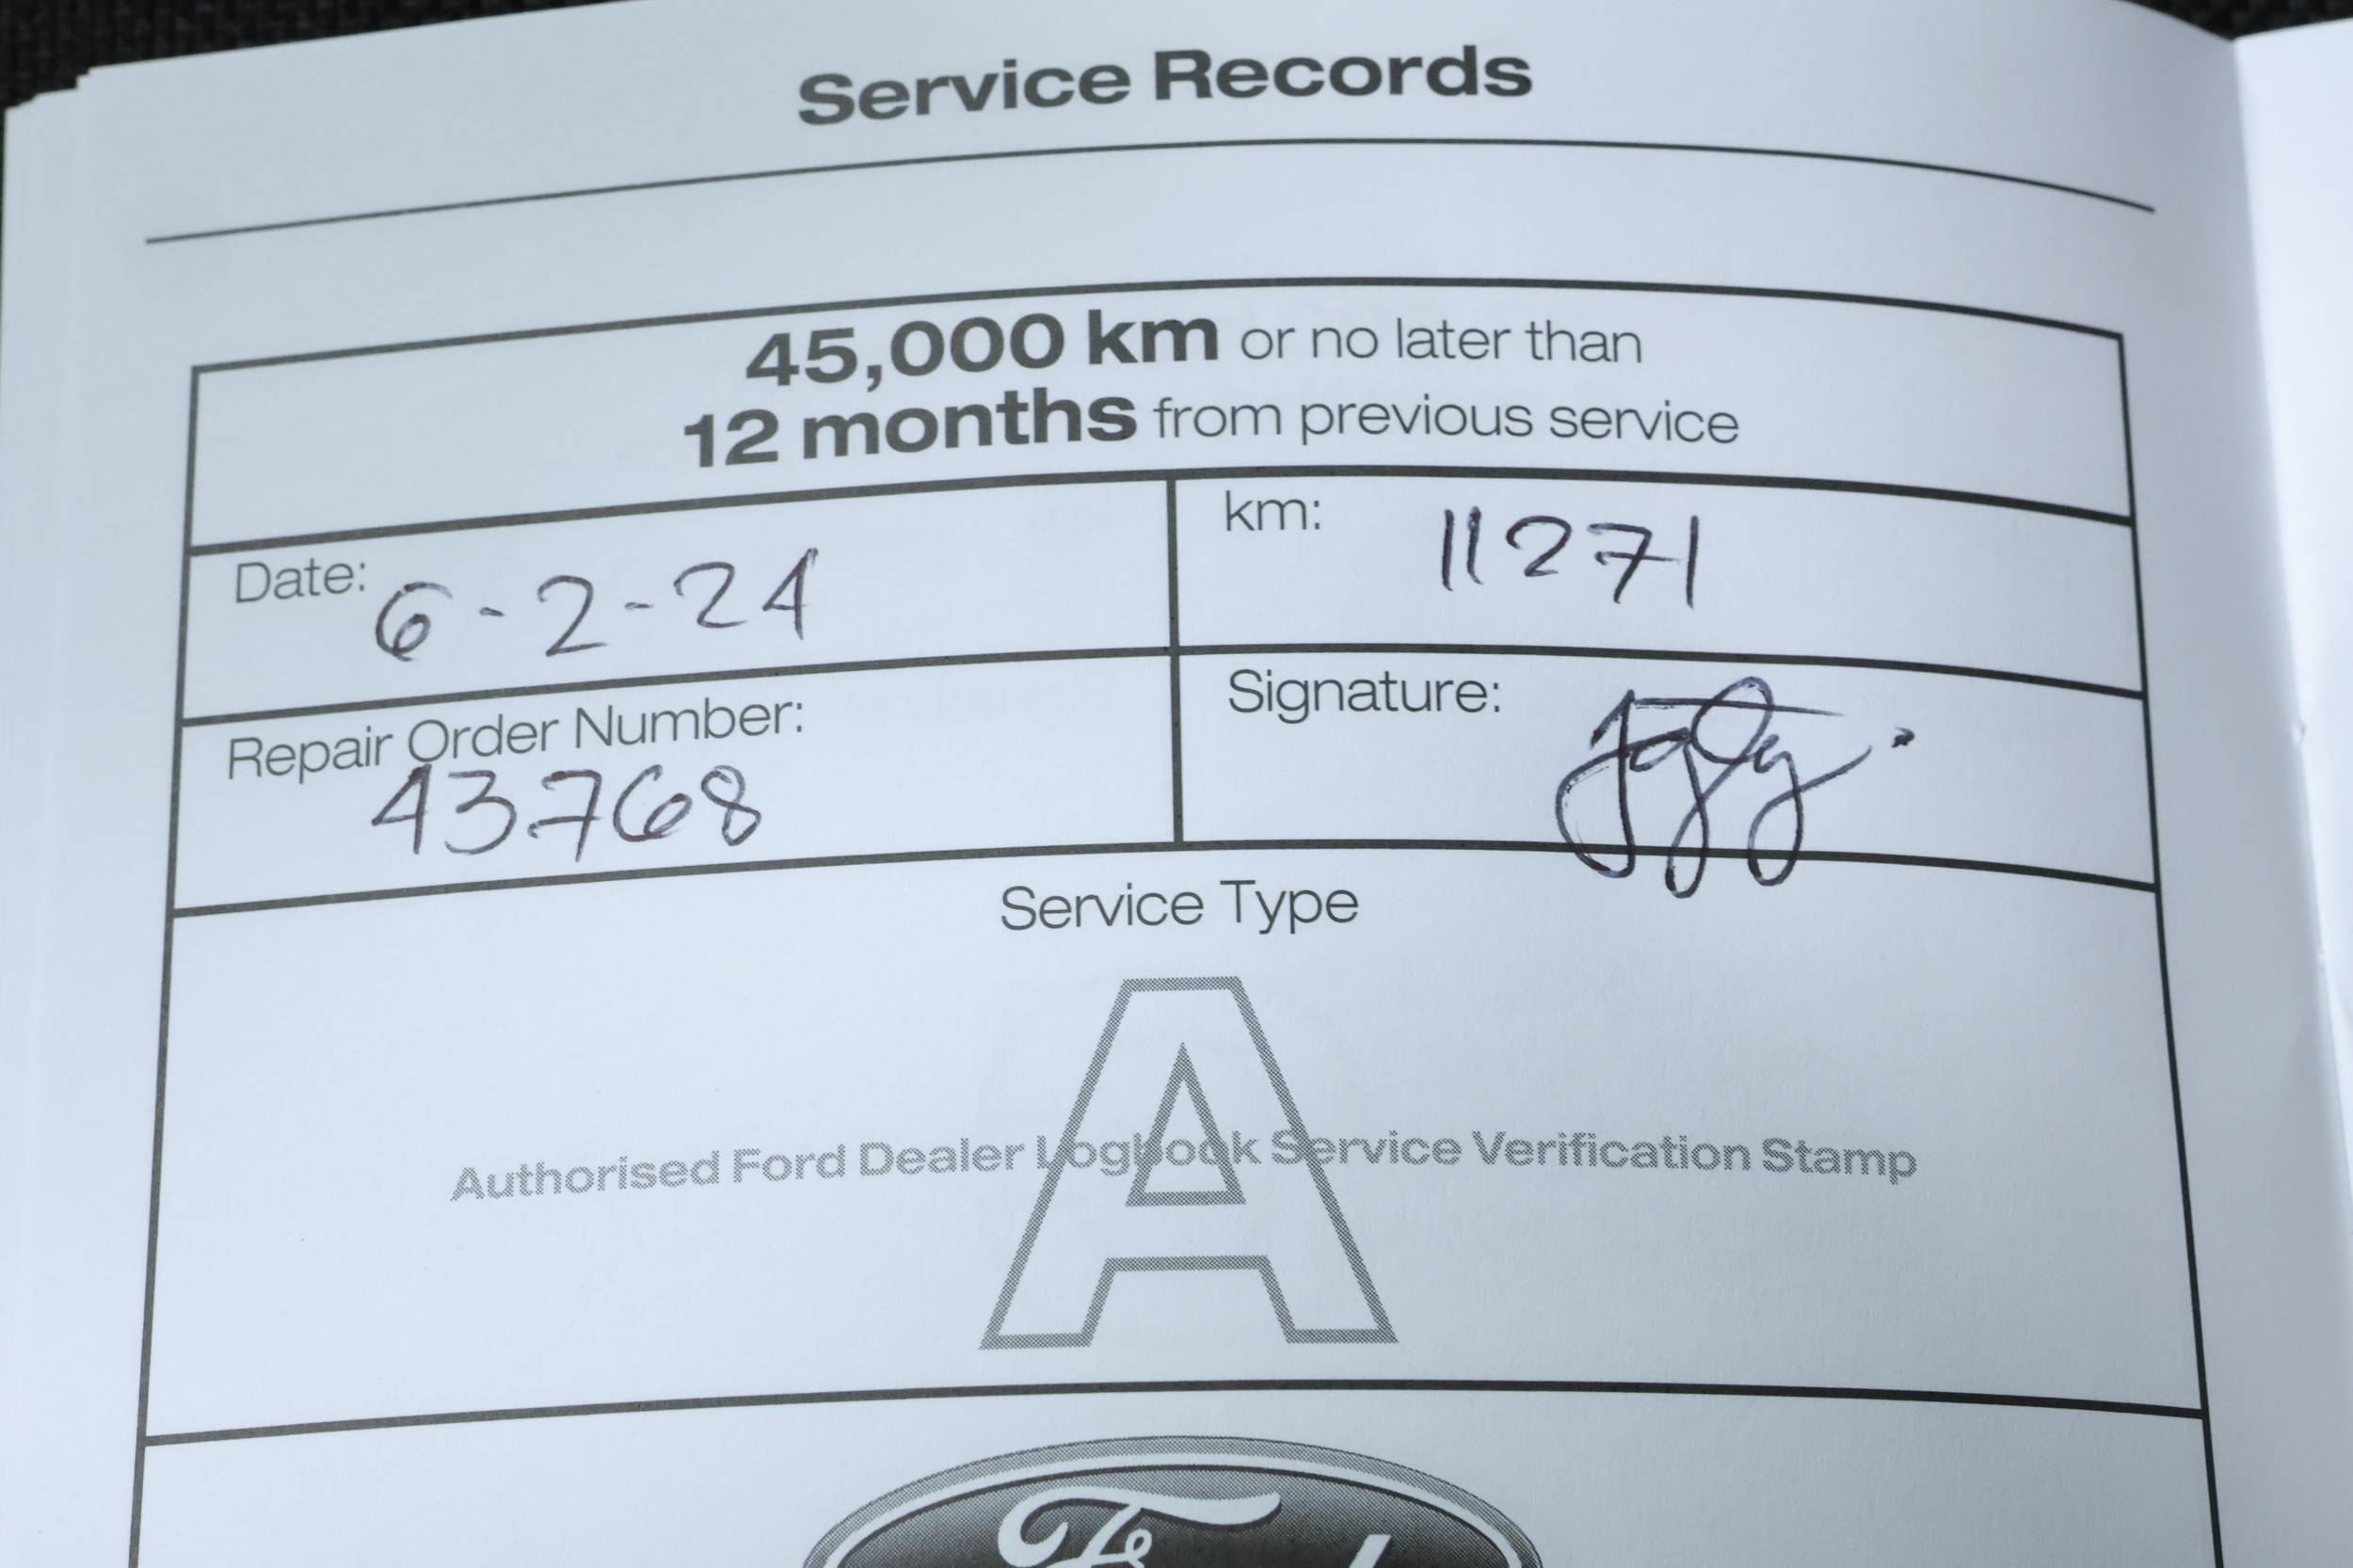 Service Records
45,000 km or no later than
12 months from previous service
Date: 6-2-24
km: 11271
Repair Order Number:
43768
Signature:
Service Type
A
Authorised Ford Dealer Logbook Service Verification Stamp